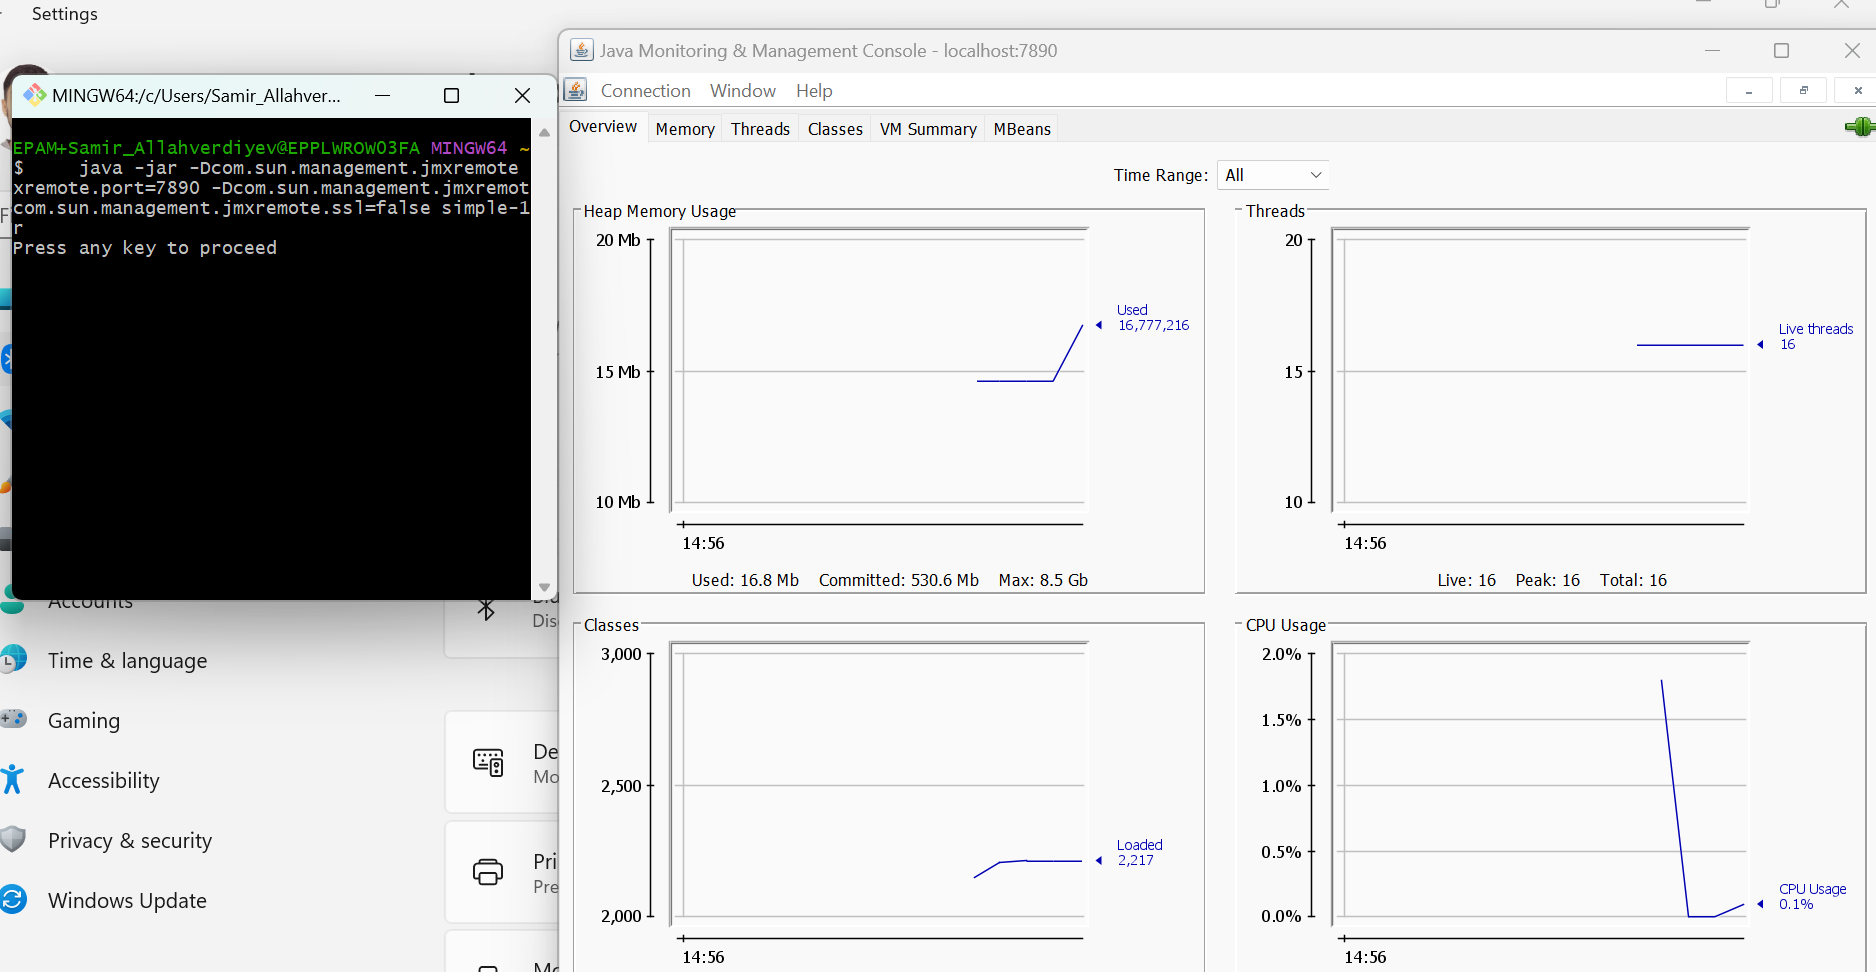 Settings
MINGW64:/c/Users/Samir_Allahver...
EPAM+Samir_Allahverdiyev@EPPLWROW03FA MINGW64 ~
$     java -jar -Dcom.sun.management.jmxremote
xremote.port=7890 -Dcom.sun.management.jmxremot
com.sun.management.jmxremote.ssl=false simple-1
r
Press any key to proceed
Accounts
Time & language
Gaming
Accessibility
Privacy & security
Windows Update
Dis
De
Mo
Pri
Pre
Mo
Java Monitoring & Management Console - localhost:7890
Connection Window Help
Overview Memory Threads Classes VM Summary MBeans
Time Range: All
Heap Memory Usage
20 Mb
15 Mb
10 Mb
Used
16,777,216
14:56
Used: 16.8 Mb Committed: 530.6 Mb Max: 8.5 Gb
Threads
20
15
10
Live threads
16
14:56
Live: 16 Peak: 16 Total: 16
Classes
3,000
2,500
2,000
Loaded
2,217
14:56
CPU Usage
2.0%
1.5%
1.0%
0.5%
0.0%
CPU Usage
0.1%
14:56